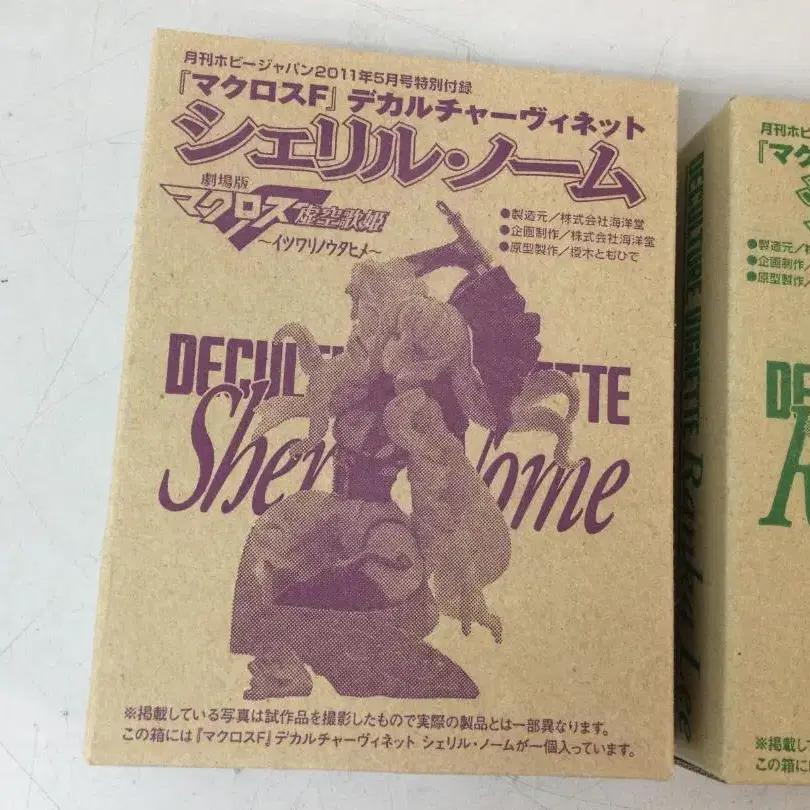 月刊ホビージャパン2011年5月号特別付録
『マクロスF』デカルチャーヴィネット
シェリル・ノーム
劇場版
マクロスF 虚空歌姫
～イツワリノウタヒメ～
●製造元／株式会社海洋堂
●企画制作／株式会社海洋堂
●原型製作／榎木ともひで
DECUL TTE
Sher Nome
※掲載している写真は試作品を撮影したもので実際の製品とは一部異なります。
この箱には『マクロスF』デカルチャーヴィネット シェリル・ノームが一個入っています。
DECULTURE Ranka Lee
月刊ホビ
『マク
●製造元／
●企画制作／
●原型製作／
DE
R
※掲載し
この箱に